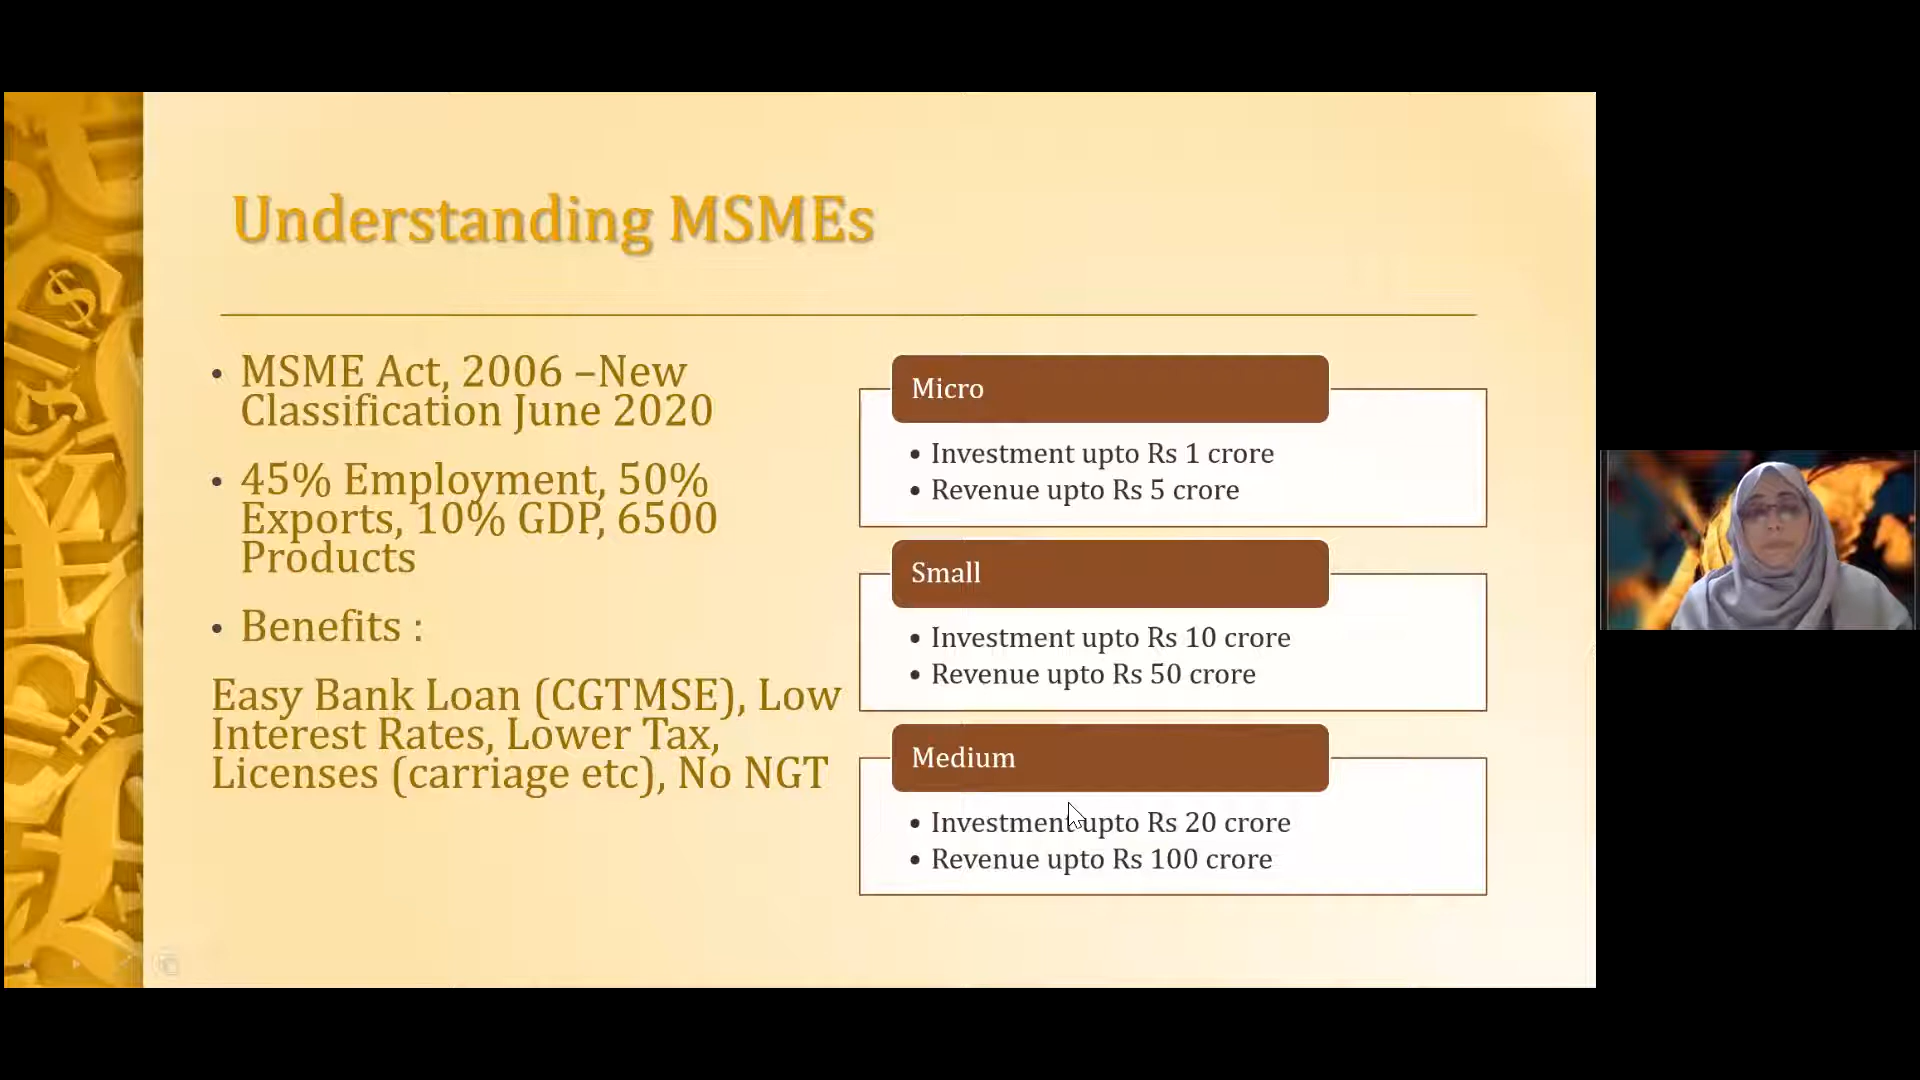 Understanding MSMEs
• MSME Act, 2006 –New
Classification June 2020
• 45% Employment, 50%
Exports, 10% GDP, 6500
Products
• Benefits :
Easy Bank Loan (CGTMSE), Low
Interest Rates, Lower Tax,
Licenses (carriage etc), No NGT
Micro
• Investment upto Rs 1 crore
• Revenue upto Rs 5 crore
Small
• Investment upto Rs 10 crore
• Revenue upto Rs 50 crore
Medium
• Investment upto Rs 20 crore
• Revenue upto Rs 100 crore